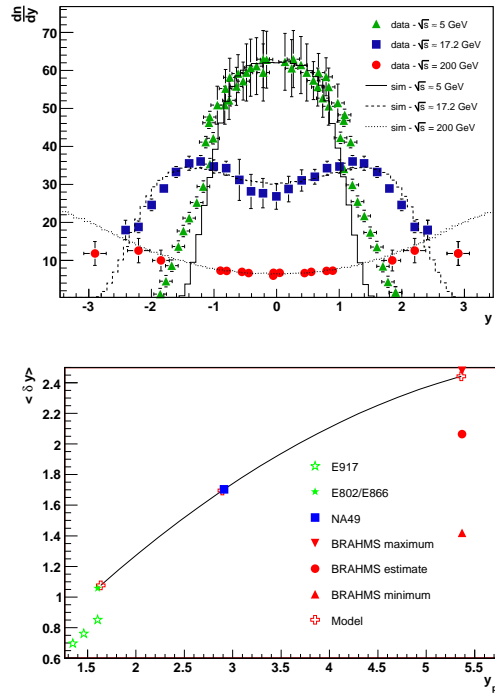 dn
dy
70
60
50
40
30
20
10
data - √s ≈ 5 GeV
data - √s ≈ 17.2 GeV
data - √s = 200 GeV
sim - √s ≈ 5 GeV
sim - √s ≈ 17.2 GeV
sim - √s = 200 GeV
-3 -2 -1 0 1 2 3
y
< δ y>
2.4
2.2
2
1.8
1.6
1.4
1.2
1
0.8
0.6
E917
E802/E866
NA49
BRAHMS maximum
BRAHMS estimate
BRAHMS minimum
Model
1.5 2 2.5 3 3.5 4 4.5 5 5.5
y_p